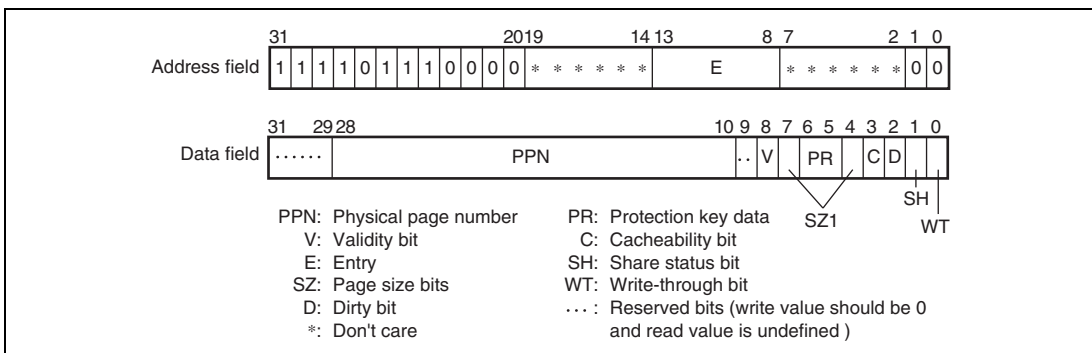 31 2019 14 13 8 7 2 1 0
Address field 1 1 1 1 0 1 1 1 0 0 0 0 * * * * * * E * * * * * * 0 0
31 29 28 10 9 8 7 6 5 4 3 2 1 0
Data field ...... PPN .. V PR C D
SH
SZ1 WT
PPN: Physical page number
V: Validity bit
E: Entry
SZ: Page size bits
D: Dirty bit
*: Don't care
PR: Protection key data
C: Cacheability bit
SH: Share status bit
WT: Write-through bit
... : Reserved bits (write value should be 0
and read value is undefined )